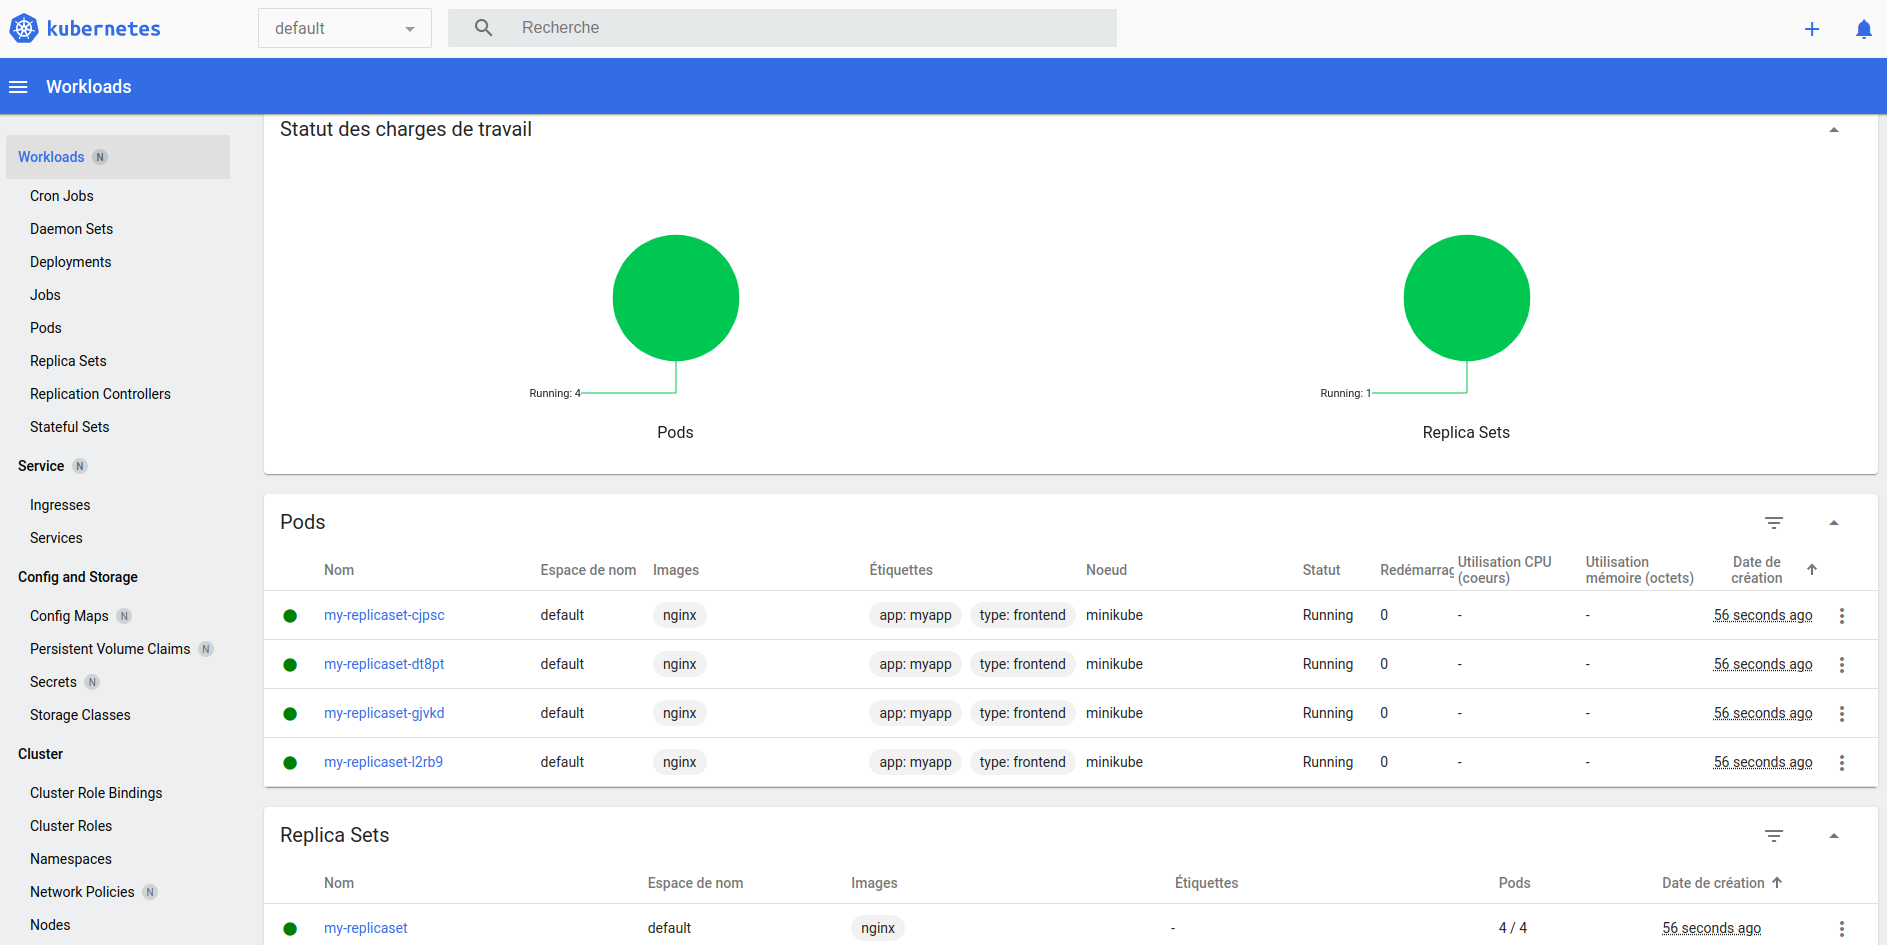 kubernetes
default
Recherche
Workloads
Workloads N
Cron Jobs
Daemon Sets
Deployments
Jobs
Pods
Replica Sets
Replication Controllers
Stateful Sets
Service N
Ingresses
Services
Config and Storage
Config Maps N
Persistent Volume Claims N
Secrets N
Storage Classes
Cluster
Cluster Role Bindings
Cluster Roles
Namespaces
Network Policies N
Nodes
Statut des charges de travail
Running: 4
Pods
Running: 1
Replica Sets
Pods
Nom Espace de nom Images Étiquettes Noeud Statut Redémarrag Utilisation CPU (coeurs) Utilisation mémoire (octets) Date de création
my-replicaset-cjpsc default nginx app: myapp type: frontend minikube Running 0 - - 56 seconds ago
my-replicaset-dt8pt default nginx app: myapp type: frontend minikube Running 0 - - 56 seconds ago
my-replicaset-gjvkd default nginx app: myapp type: frontend minikube Running 0 - - 56 seconds ago
my-replicaset-l2rb9 default nginx app: myapp type: frontend minikube Running 0 - - 56 seconds ago
Replica Sets
Nom Espace de nom Images Étiquettes Pods Date de création
my-replicaset default nginx - 4 / 4 56 seconds ago